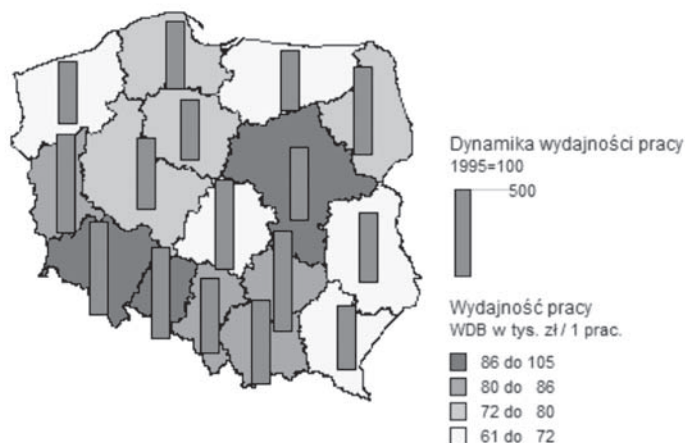 Dynamika wydajności pracy
1995=100
500
Wydajność pracy
WDB w tys. zł / 1 prac.
86 do 105
80 do 86
72 do 80
61 do 72